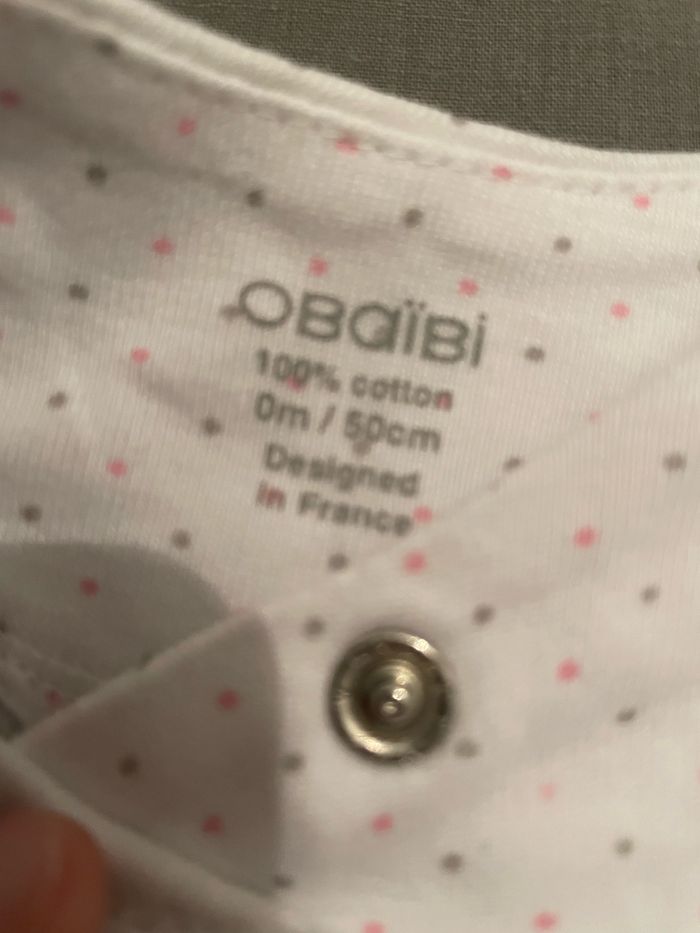 OBaïBi
100% cotton
0m / 50cm
Designed
in France